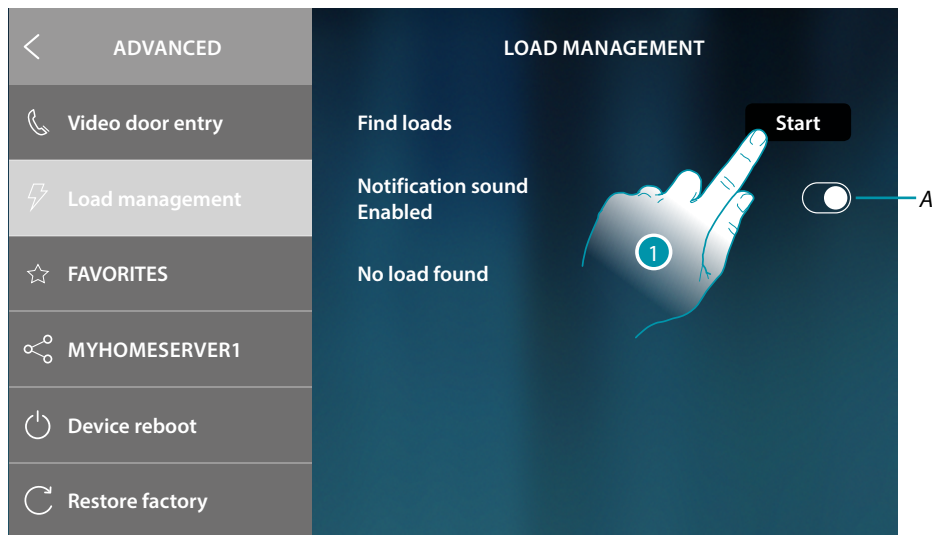 ADVANCED
Video door entry
Load management
FAVORITES
MYHOMESERVER1
Device reboot
Restore factory
LOAD MANAGEMENT
Find loads
Start
Notification sound
Enabled
A
1
No load found